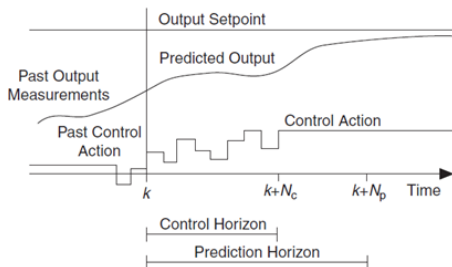 Output Setpoint
Predicted Output
Past Output
Measurements
Past Control
Action
Control Action
k
k+Nc
k+Np
Time
Control Horizon
Prediction Horizon